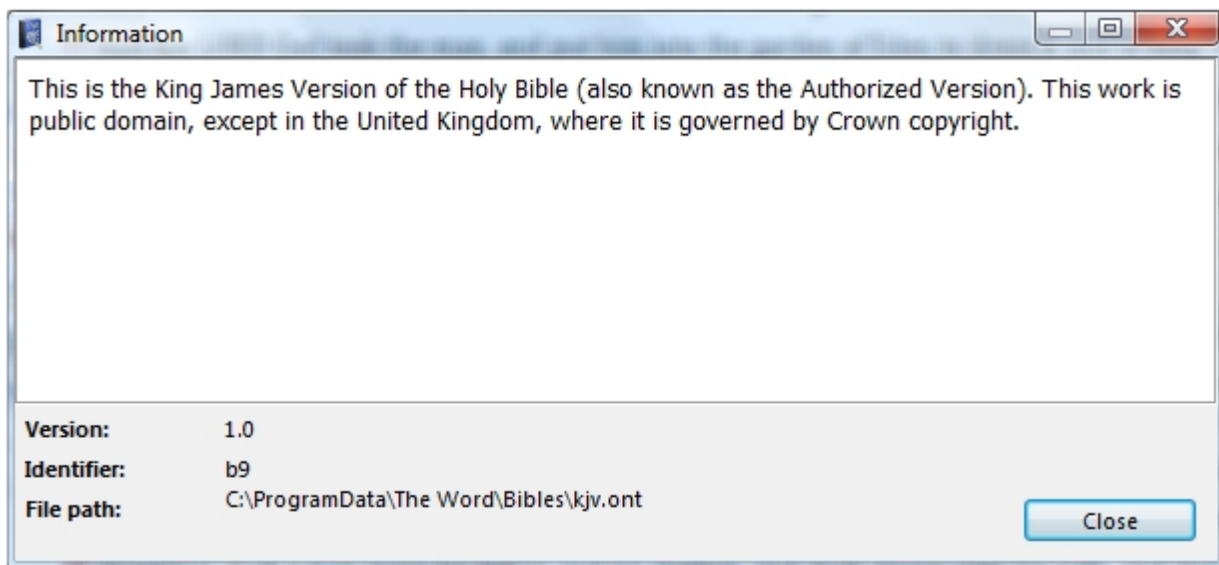 Information
This is the King James Version of the Holy Bible (also known as the Authorized Version). This work is
public domain, except in the United Kingdom, where it is governed by Crown copyright.
Version: 1.0
Identifier: b9
File path: C:\ProgramData\The Word\Bibles\kjv.ont
Close